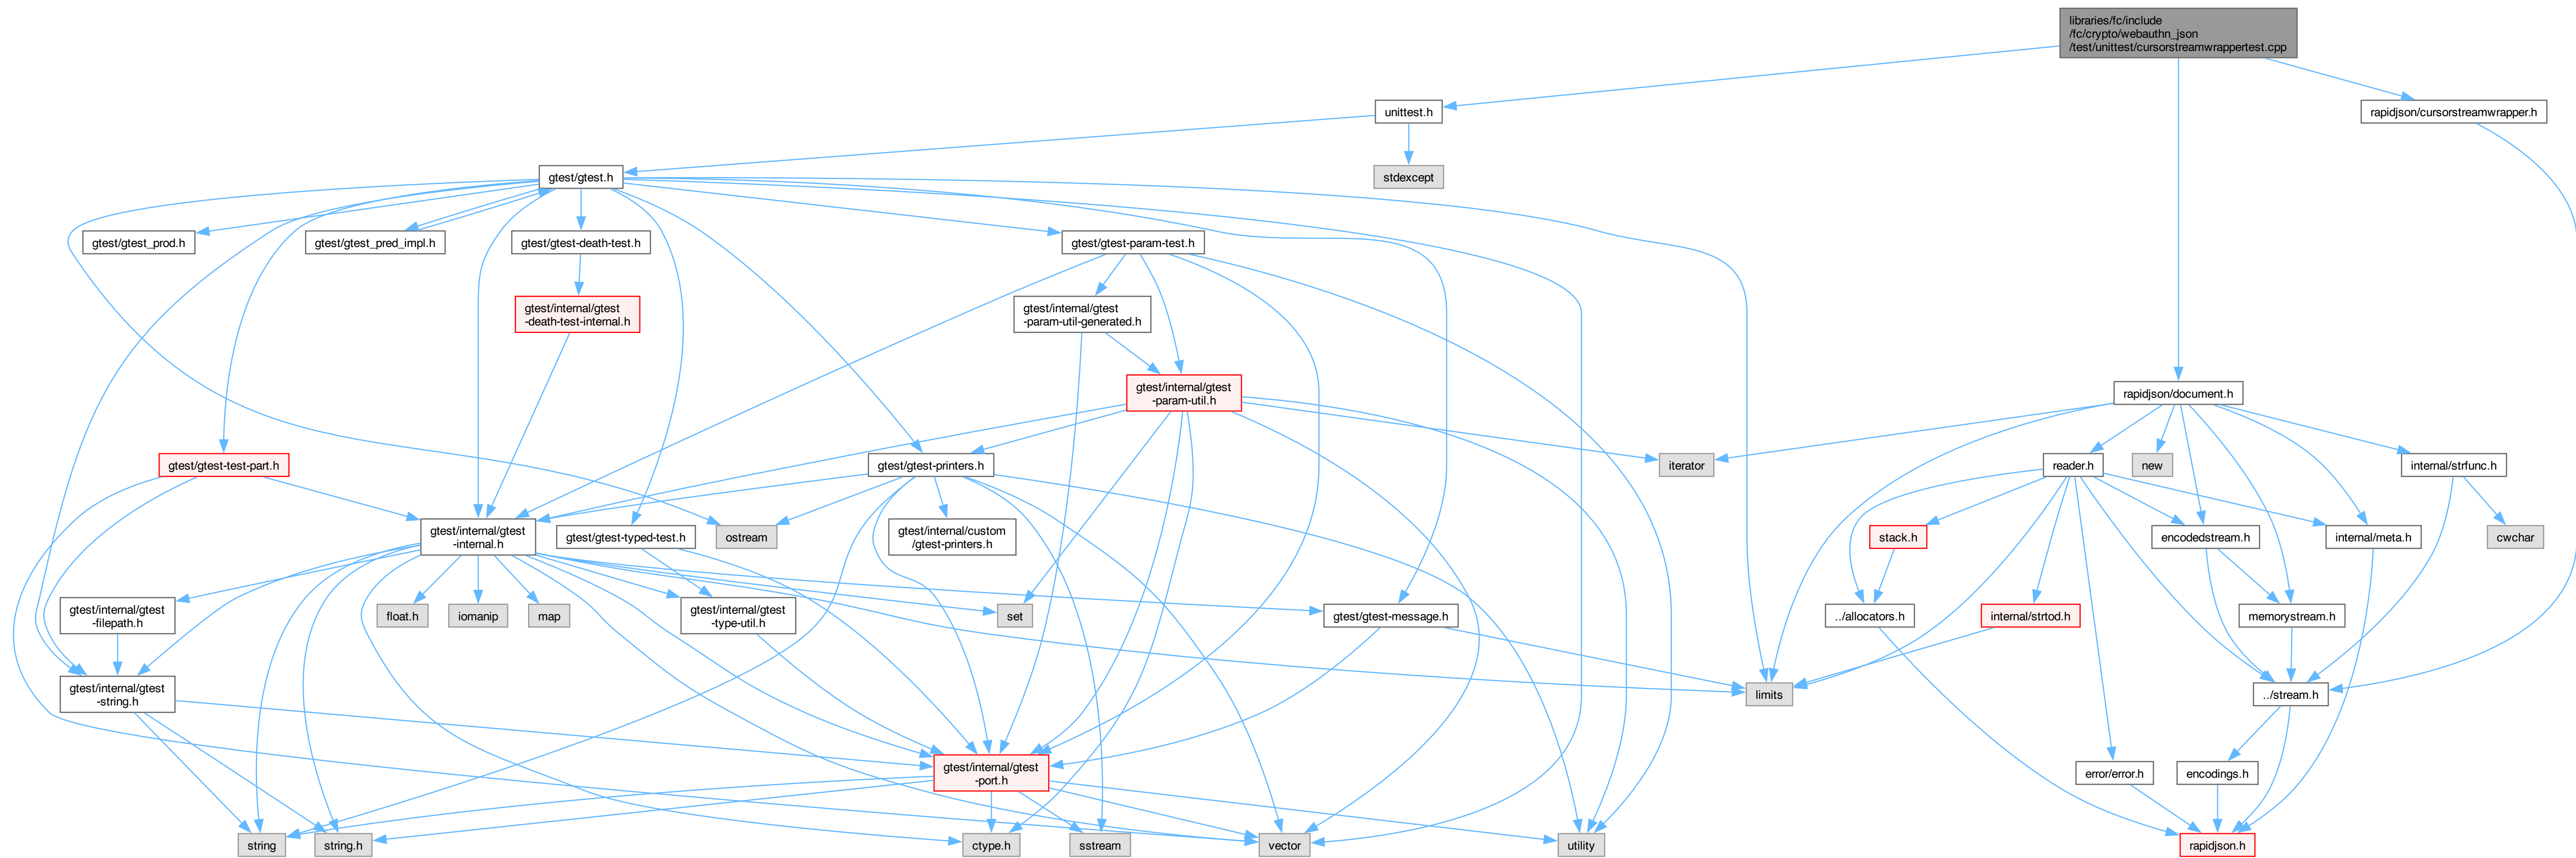 libraries/fc/include
/fc/crypto/webauthn_json
/test/unittest/cursorstreamwrappertest.cpp
unittest.h
rapidjson/cursorstreamwrapper.h
gtest/gtest.h
stdexcept
gtest/gtest_prod.h
gtest/gtest_pred_impl.h
gtest/gtest-death-test.h
gtest/gtest-param-test.h
gtest/internal/gtest
-death-test-internal.h
gtest/internal/gtest
-param-util-generated.h
gtest/internal/gtest
-param-util.h
rapidjson/document.h
gtest/gtest-test-part.h
gtest/gtest-printers.h
iterator
reader.h
new
internal/strfunc.h
gtest/internal/gtest
-internal.h
gtest/gtest-typed-test.h
ostream
gtest/internal/custom
/gtest-printers.h
stack.h
encodedstream.h
internal/meta.h
cwchar
gtest/internal/gtest
-filepath.h
float.h
iomanip
map
gtest/internal/gtest
-type-util.h
set
gtest/gtest-message.h
../allocators.h
internal/strtod.h
memorystream.h
gtest/internal/gtest
-string.h
limits
../stream.h
gtest/internal/gtest
-port.h
error/error.h
encodings.h
string
string.h
ctype.h
sstream
vector
utility
rapidjson.h